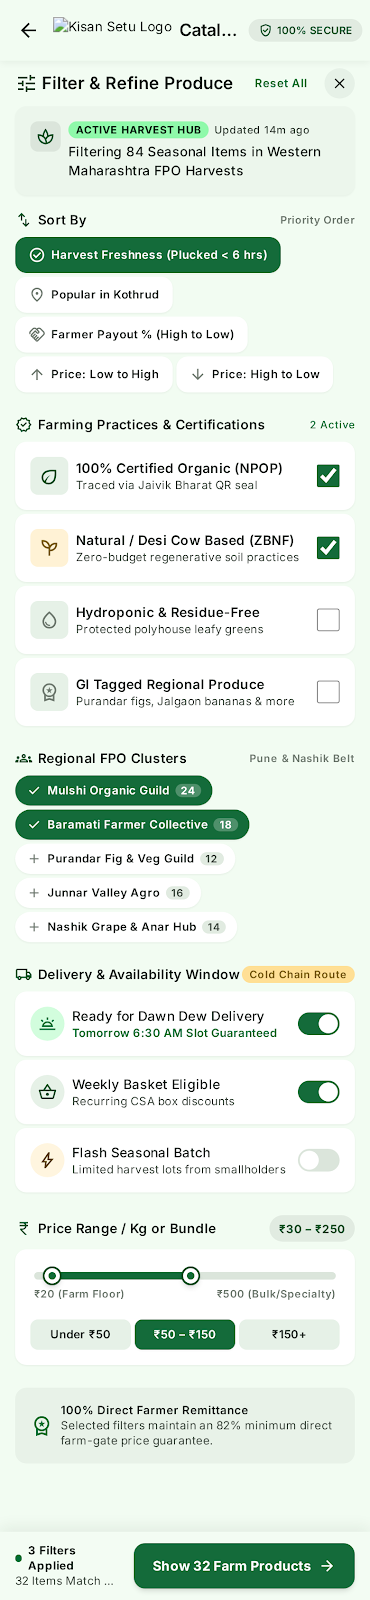 Kisan Setu Logo Catal... 100% SECURE
Filter & Refine Produce Reset All
ACTIVE HARVEST HUB Updated 14m ago
Filtering 84 Seasonal Items in Western
Maharashtra FPO Harvests
Sort By Priority Order
Harvest Freshness (Plucked < 6 hrs)
Popular in Kothrud
Farmer Payout % (High to Low)
Price: Low to High Price: High to Low
Farming Practices & Certifications 2 Active
100% Certified Organic (NPOP)
Traced via Jaivik Bharat QR seal
Natural / Desi Cow Based (ZBNF)
Zero-budget regenerative soil practices
Hydroponic & Residue-Free
Protected polyhouse leafy greens
GI Tagged Regional Produce
Purandar figs, Jalgaon bananas & more
Regional FPO Clusters Pune & Nashik Belt
Mulshi Organic Guild 24
Baramati Farmer Collective 18
Purandar Fig & Veg Guild 12
Junnar Valley Agro 16
Nashik Grape & Anar Hub 14
Delivery & Availability Window Cold Chain Route
Ready for Dawn Dew Delivery
Tomorrow 6:30 AM Slot Guaranteed
Weekly Basket Eligible
Recurring CSA box discounts
Flash Seasonal Batch
Limited harvest lots from smallholders
₹ Price Range / Kg or Bundle ₹30 – ₹250
₹20 (Farm Floor) ₹500 (Bulk/Specialty)
Under ₹50 ₹50 – ₹150 ₹150+
100% Direct Farmer Remittance
Selected filters maintain an 82% minimum direct
farm-gate price guarantee.
3 Filters
Applied
32 Items Match ...
Show 32 Farm Products